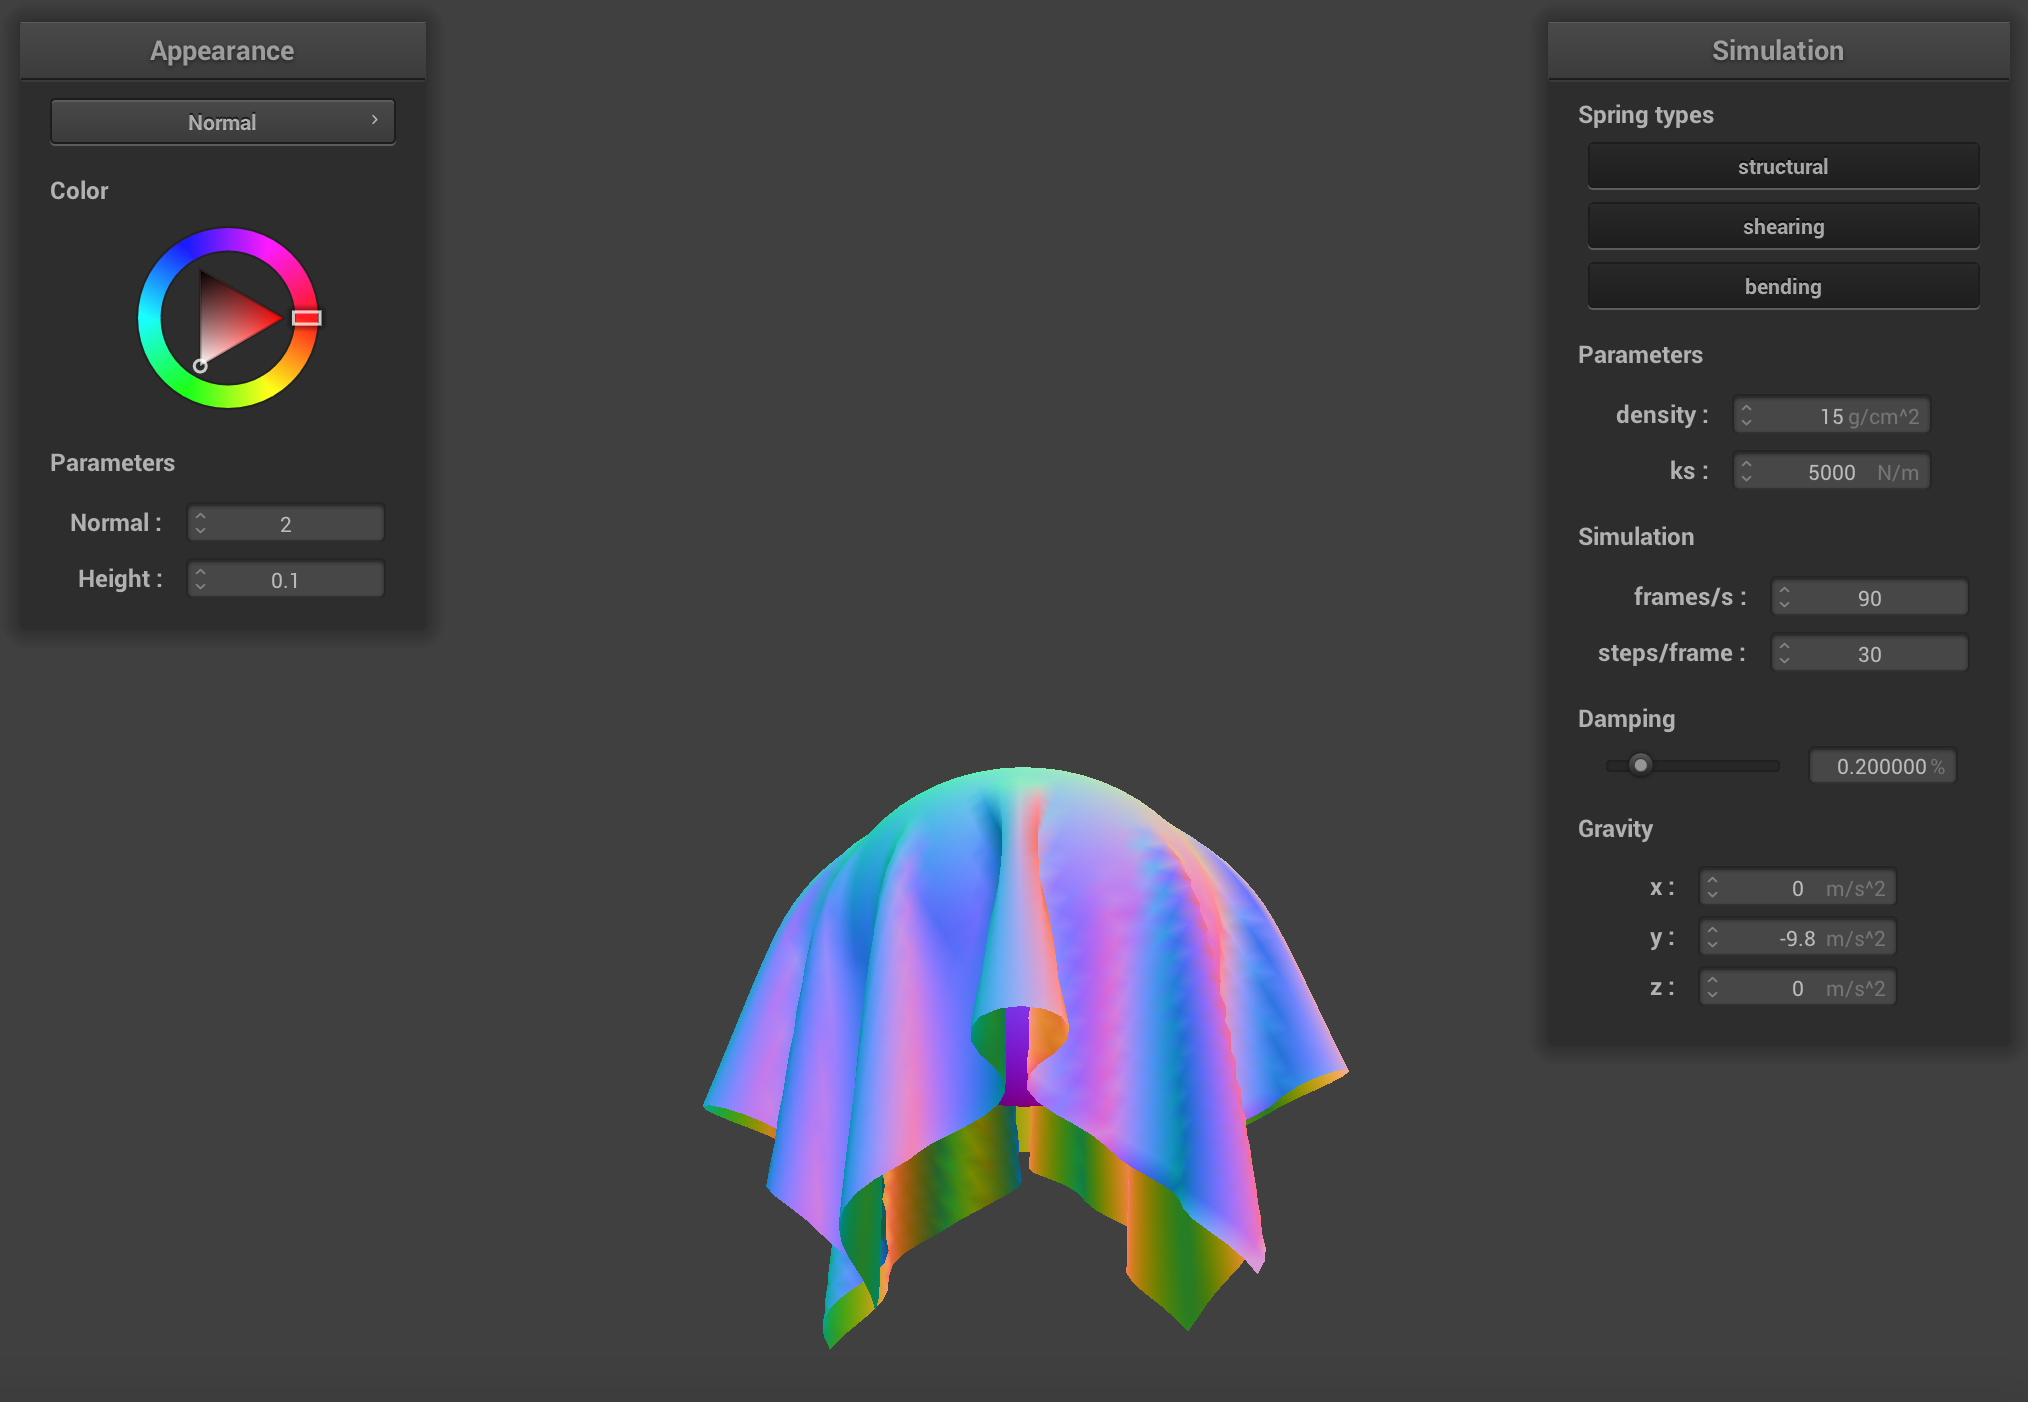 Appearance
Normal
Color
Parameters
Normal : 2
Height : 0.1
Simulation
Spring types
structural
shearing
bending
Parameters
density : 15 g/cm^2
ks : 5000 N/m
Simulation
frames/s : 90
steps/frame : 30
Damping
0.200000 %
Gravity
x : 0 m/s^2
y : -9.8 m/s^2
z : 0 m/s^2